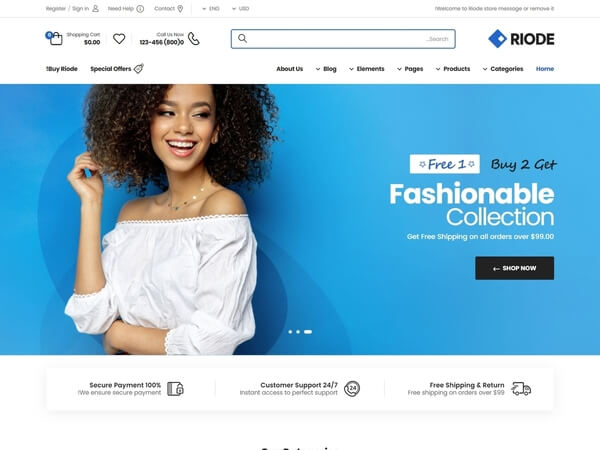 Register / Sign In Need Help Contact ENG USD !Welcome to Riode store message or remove it
0 Shopping Cart Call Us Now ...Search RIODE
$0.00 123-456 (800)0
!Buy Riode Special Offers About Us Blog Elements Pages Products Categories Home
Free 1 Buy 2 Get
Fashionable
Collection
Get Free Shipping on all orders over $99.00
← SHOP NOW
Secure Payment 100% Customer Support 24/7 24 Free Shipping & Return
!We ensure secure payment Instant access to perfect support Free shipping on orders over $99